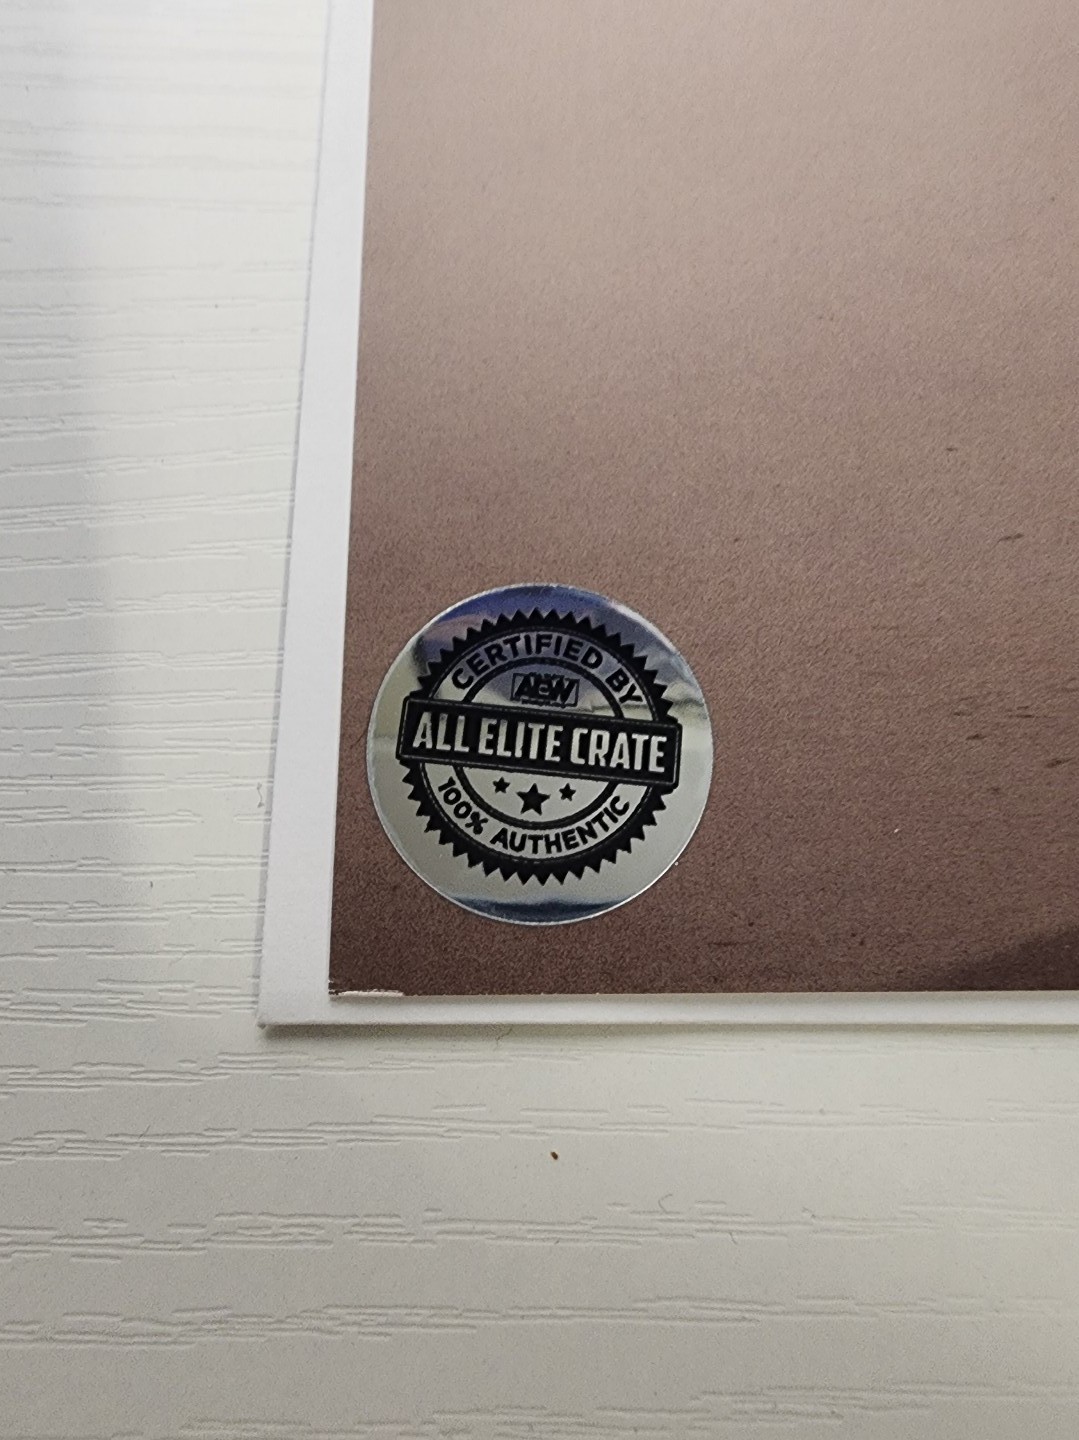 CERTIFIED BY
AEW
ALL ELITE CRATE
100% AUTHENTIC